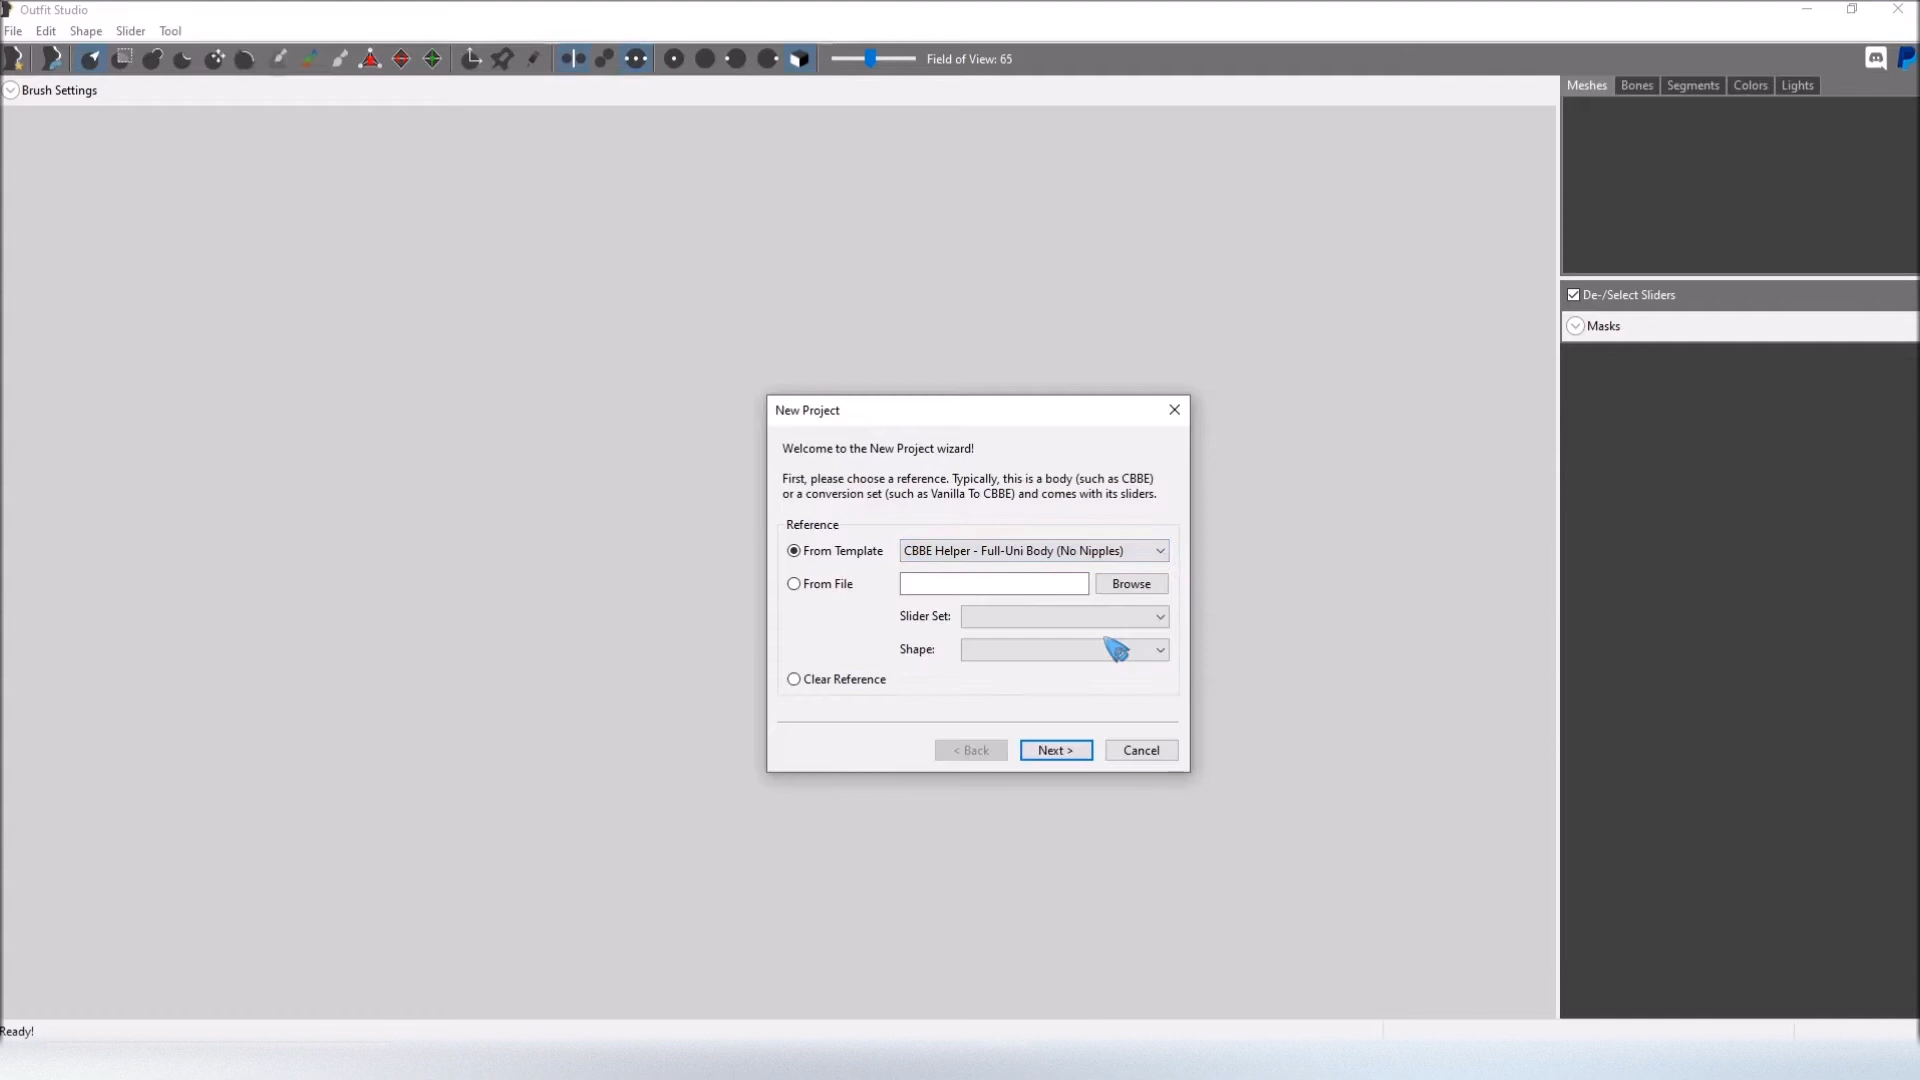 Outfit Studio
File Edit Shape Slider Tool
Field of View: 65
Brush Settings
Meshes Bones Segments Colors Lights
De-/Select Sliders
Masks
New Project
Welcome to the New Project wizard!
First, please choose a reference. Typically, this is a body (such as CBBE)
or a conversion set (such as Vanilla To CBBE) and comes with its sliders.
Reference
From Template CBBE Helper - Full-Uni Body (No Nipples)
From File Browse
Slider Set:
Shape:
Clear Reference
< Back Next > Cancel
Ready!